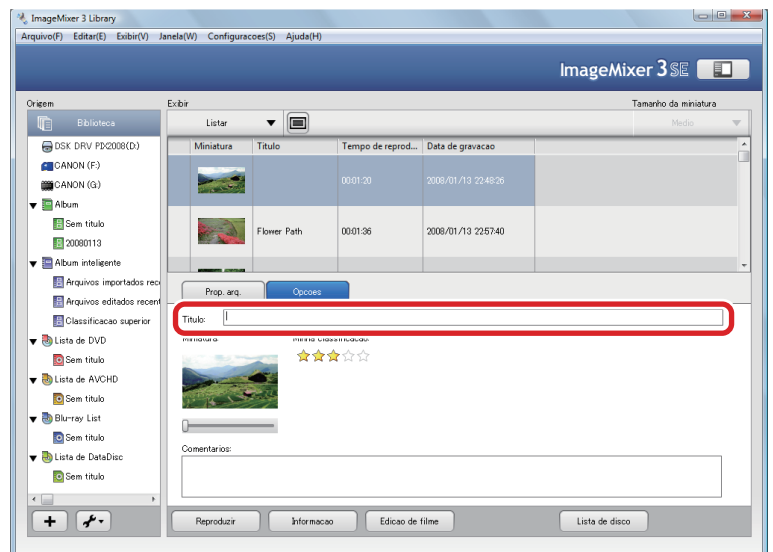 ImageMixer 3 Library
Arquivo(F) Editar(E) Exibir(V) Janela(W) Configuracoes(S) Ajuda(H)
ImageMixer 3 SE
Origem
Biblioteca
DSK DRV PIX2008(D:)
CANON (F:)
CANON (G:)
Album
Sem titulo
20080113
Album inteligente
Arquivos importados rec
Arquivos editados recent
Classificacao superior
Lista de DVD
Sem titulo
Lista de AVCHD
Sem titulo
Blu-ray List
Sem titulo
Lista de DataDisc
Sem titulo
Exibir
Tamanho da miniatura
Listar
Medio
Miniatura Titulo Tempo de reprod... Data de gravacao
00:01:20 2008/01/13 22:48:26
Flower Path 00:01:36 2008/01/13 22:57:40
Prop. arq. Opcoes
Titulo:
Miniatura: Minha classificacao:
Comentarios:
Reproduzir Informacao Edicao de filme Lista de disco